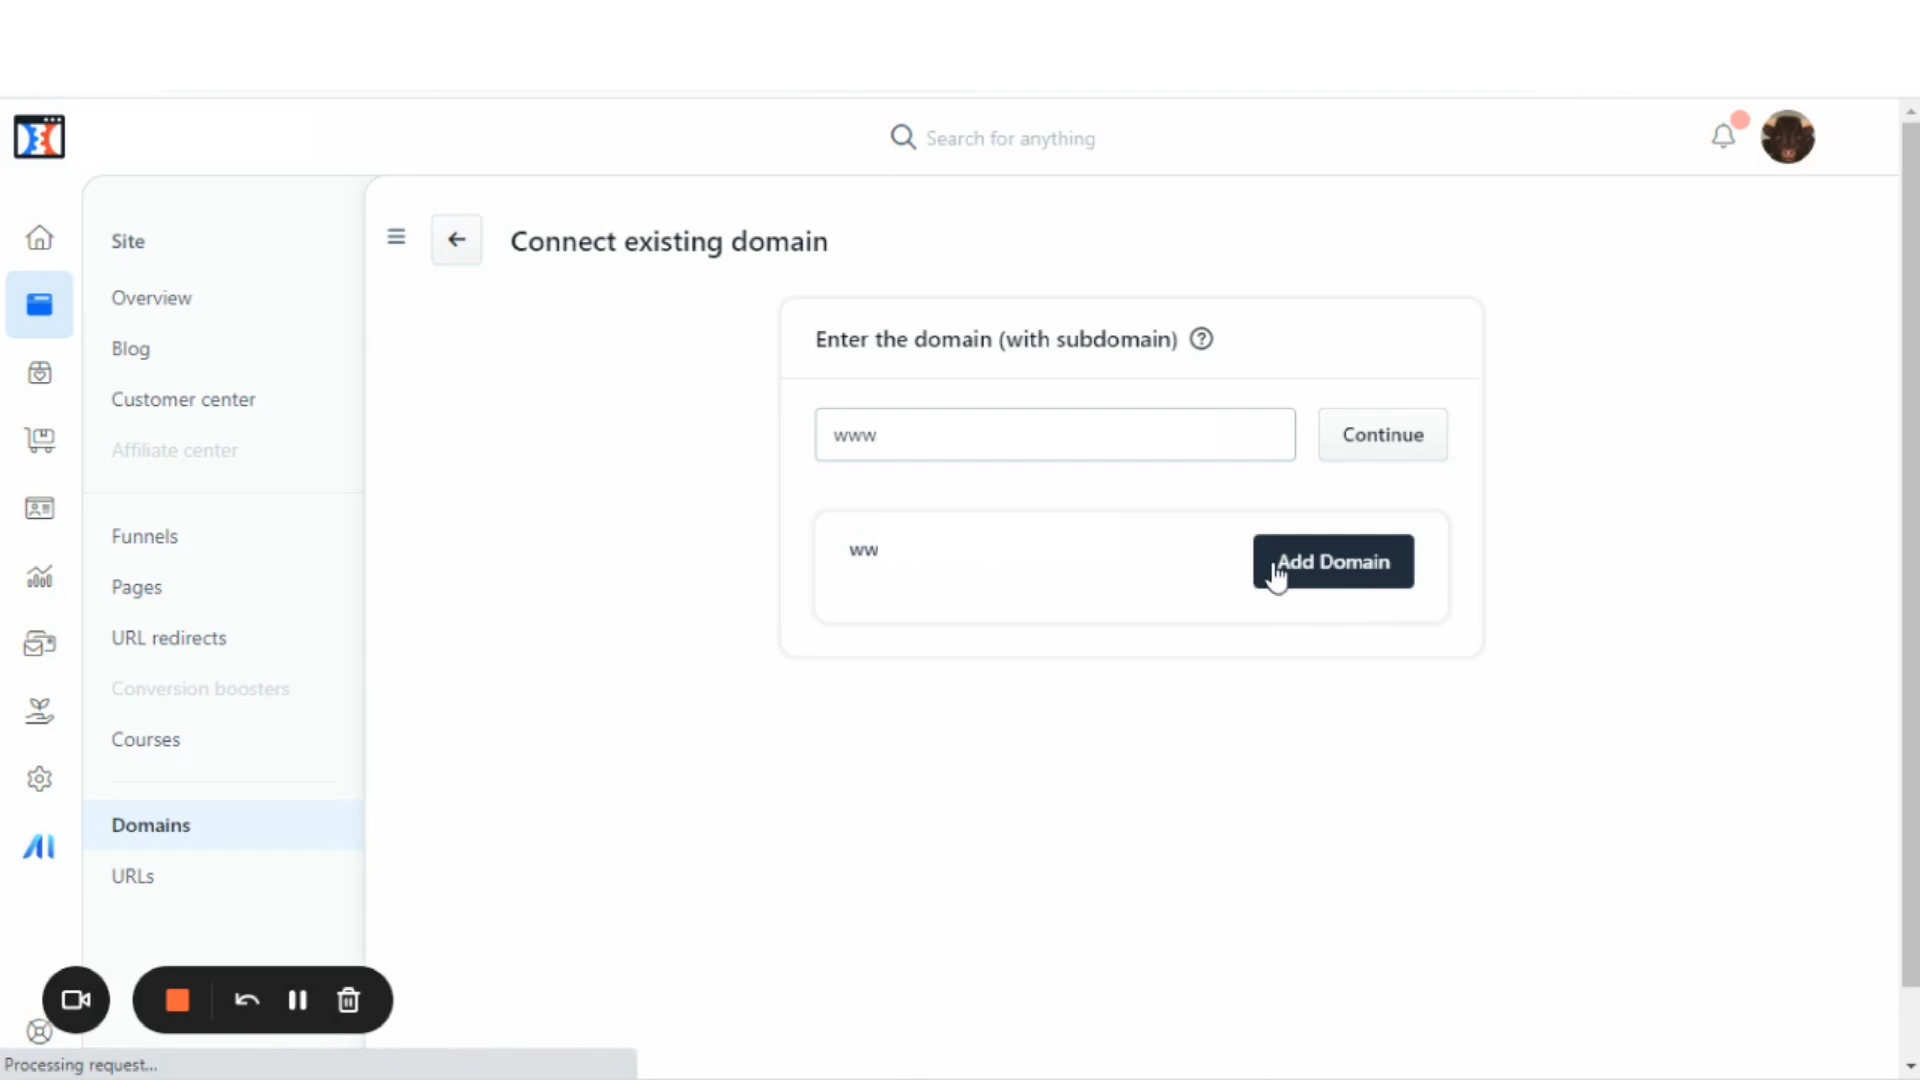 Search for anything
Site
Overview
Blog
Customer center
Affiliate center
Funnels
Pages
URL redirects
Conversion boosters
Courses
Domains
URLs
Connect existing domain
Enter the domain (with subdomain)
www
Continue
ww
Add Domain
AI
Processing request...